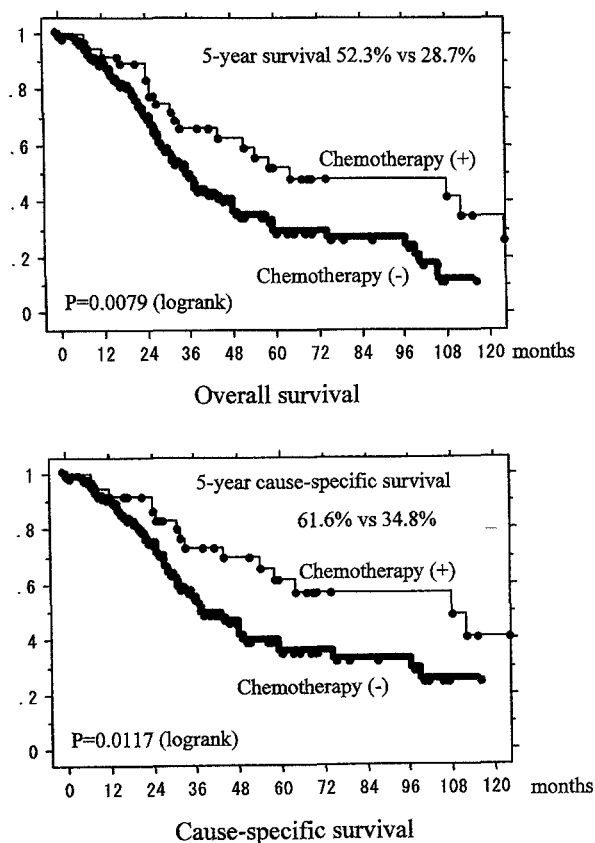 5-year survival 52.3% vs 28.7%
1
.8
.6
.4
.2
0
Chemotherapy (+)
Chemotherapy (-)
P=0.0079 (logrank)
0 12 24 36 48 60 72 84 96 108 120 months
Overall survival
5-year cause-specific survival
61.6% vs 34.8%
1
.8
.6
.4
.2
0
Chemotherapy (+)
Chemotherapy (-)
P=0.0117 (logrank)
0 12 24 36 48 60 72 84 96 108 120 months
Cause-specific survival